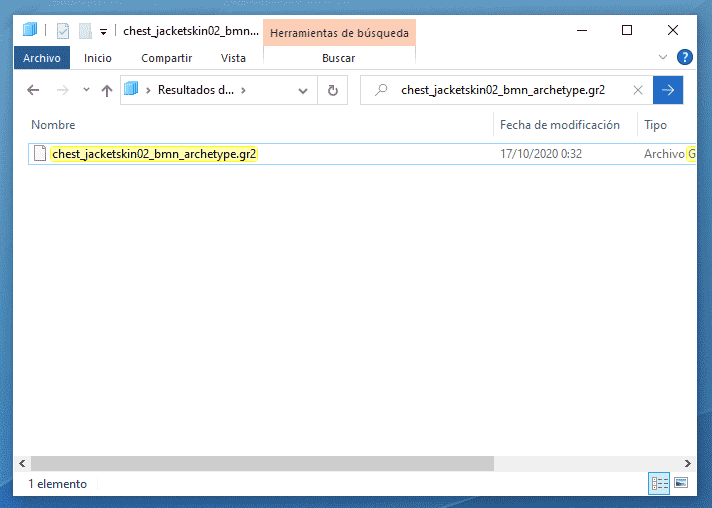 chest_jacketskin02_bmn... Herramientas de búsqueda
Archivo Inicio Compartir Vista Buscar
Resultados d... chest_jacketskin02_bmn_archetype.gr2
Nombre Fecha de modificación Tipo
chest_jacketskin02_bmn_archetype.gr2 17/10/2020 0:32 Archivo G
1 elemento